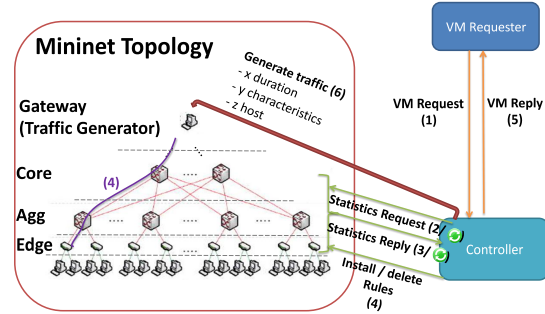 VM Requester
Mininet Topology
Generate traffic (6)
- x duration
- y characteristics
- z host
Gateway
(Traffic Generator)
VM Request
(1)
VM Reply
(5)
(4)
Core
Agg
Edge
Statistics Request (2/
Statistics Reply (3/
Install / delete
Rules
(4)
Controller